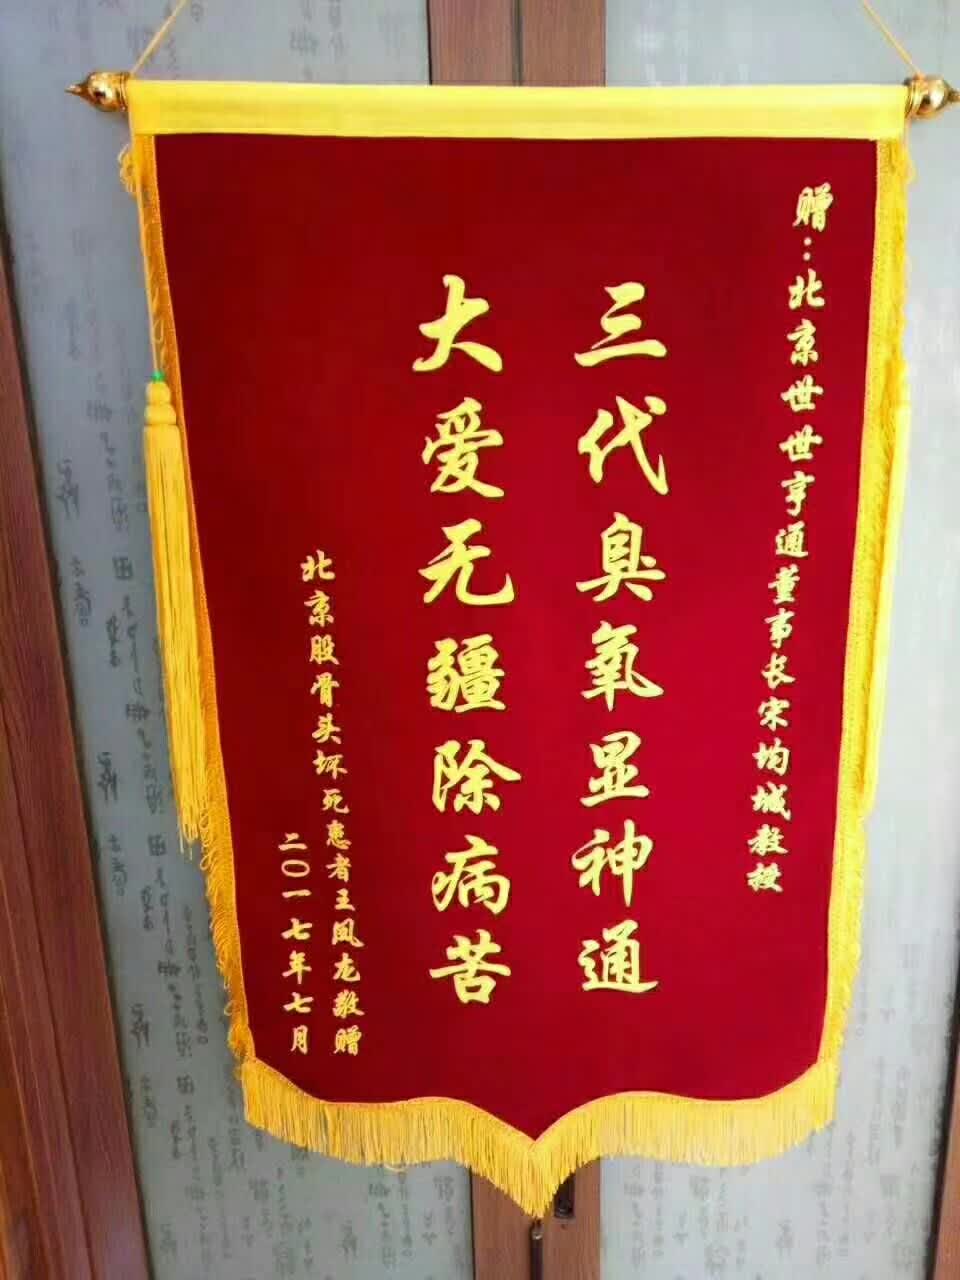 赠：北京世世亨通董事长宋均城教授
三代臭氧显神通
大爱无疆除病苦
北京股骨头坏死患者王凤龙敬赠
二〇一七年七月